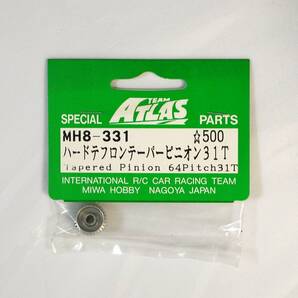 TEAM
ATLAS
SPECIAL PARTS
MH8-331 ☆500
ハードテフロンテーパーピニオン31T
Tapered Pinion 64Pitch31T
INTERNATIONAL R/C CAR RACING TEAM
MIWA HOBBY NAGOYA JAPAN